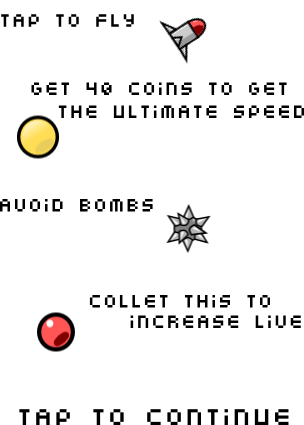 TAP TO FLY
GET 40 COiNS TO GET
THE ULTiMATE SPEED
AVOiD BOMBS
COLLET THiS TO
iNCREASE LiVE
TAP TO CONTiNUE